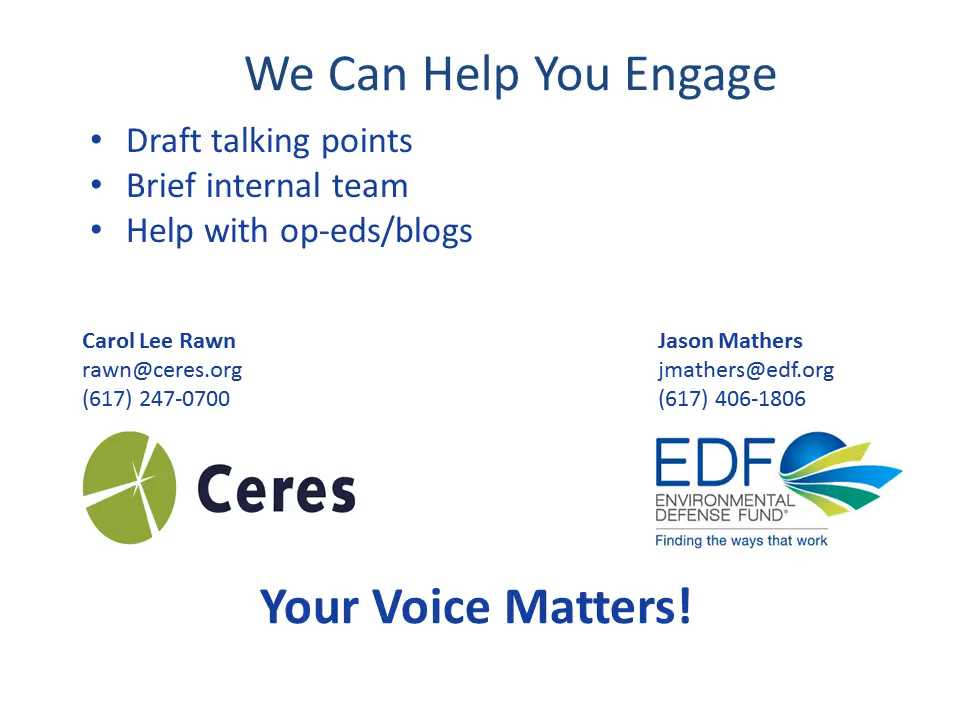 We Can Help You Engage
• Draft talking points
• Brief internal team
• Help with op-eds/blogs
Carol Lee Rawn
rawn@ceres.org
(617) 247-0700
Ceres
Jason Mathers
jmathers@edf.org
(617) 406-1806
EDF
ENVIRONMENTAL
DEFENSE FUND®
Finding the ways that work
Your Voice Matters!